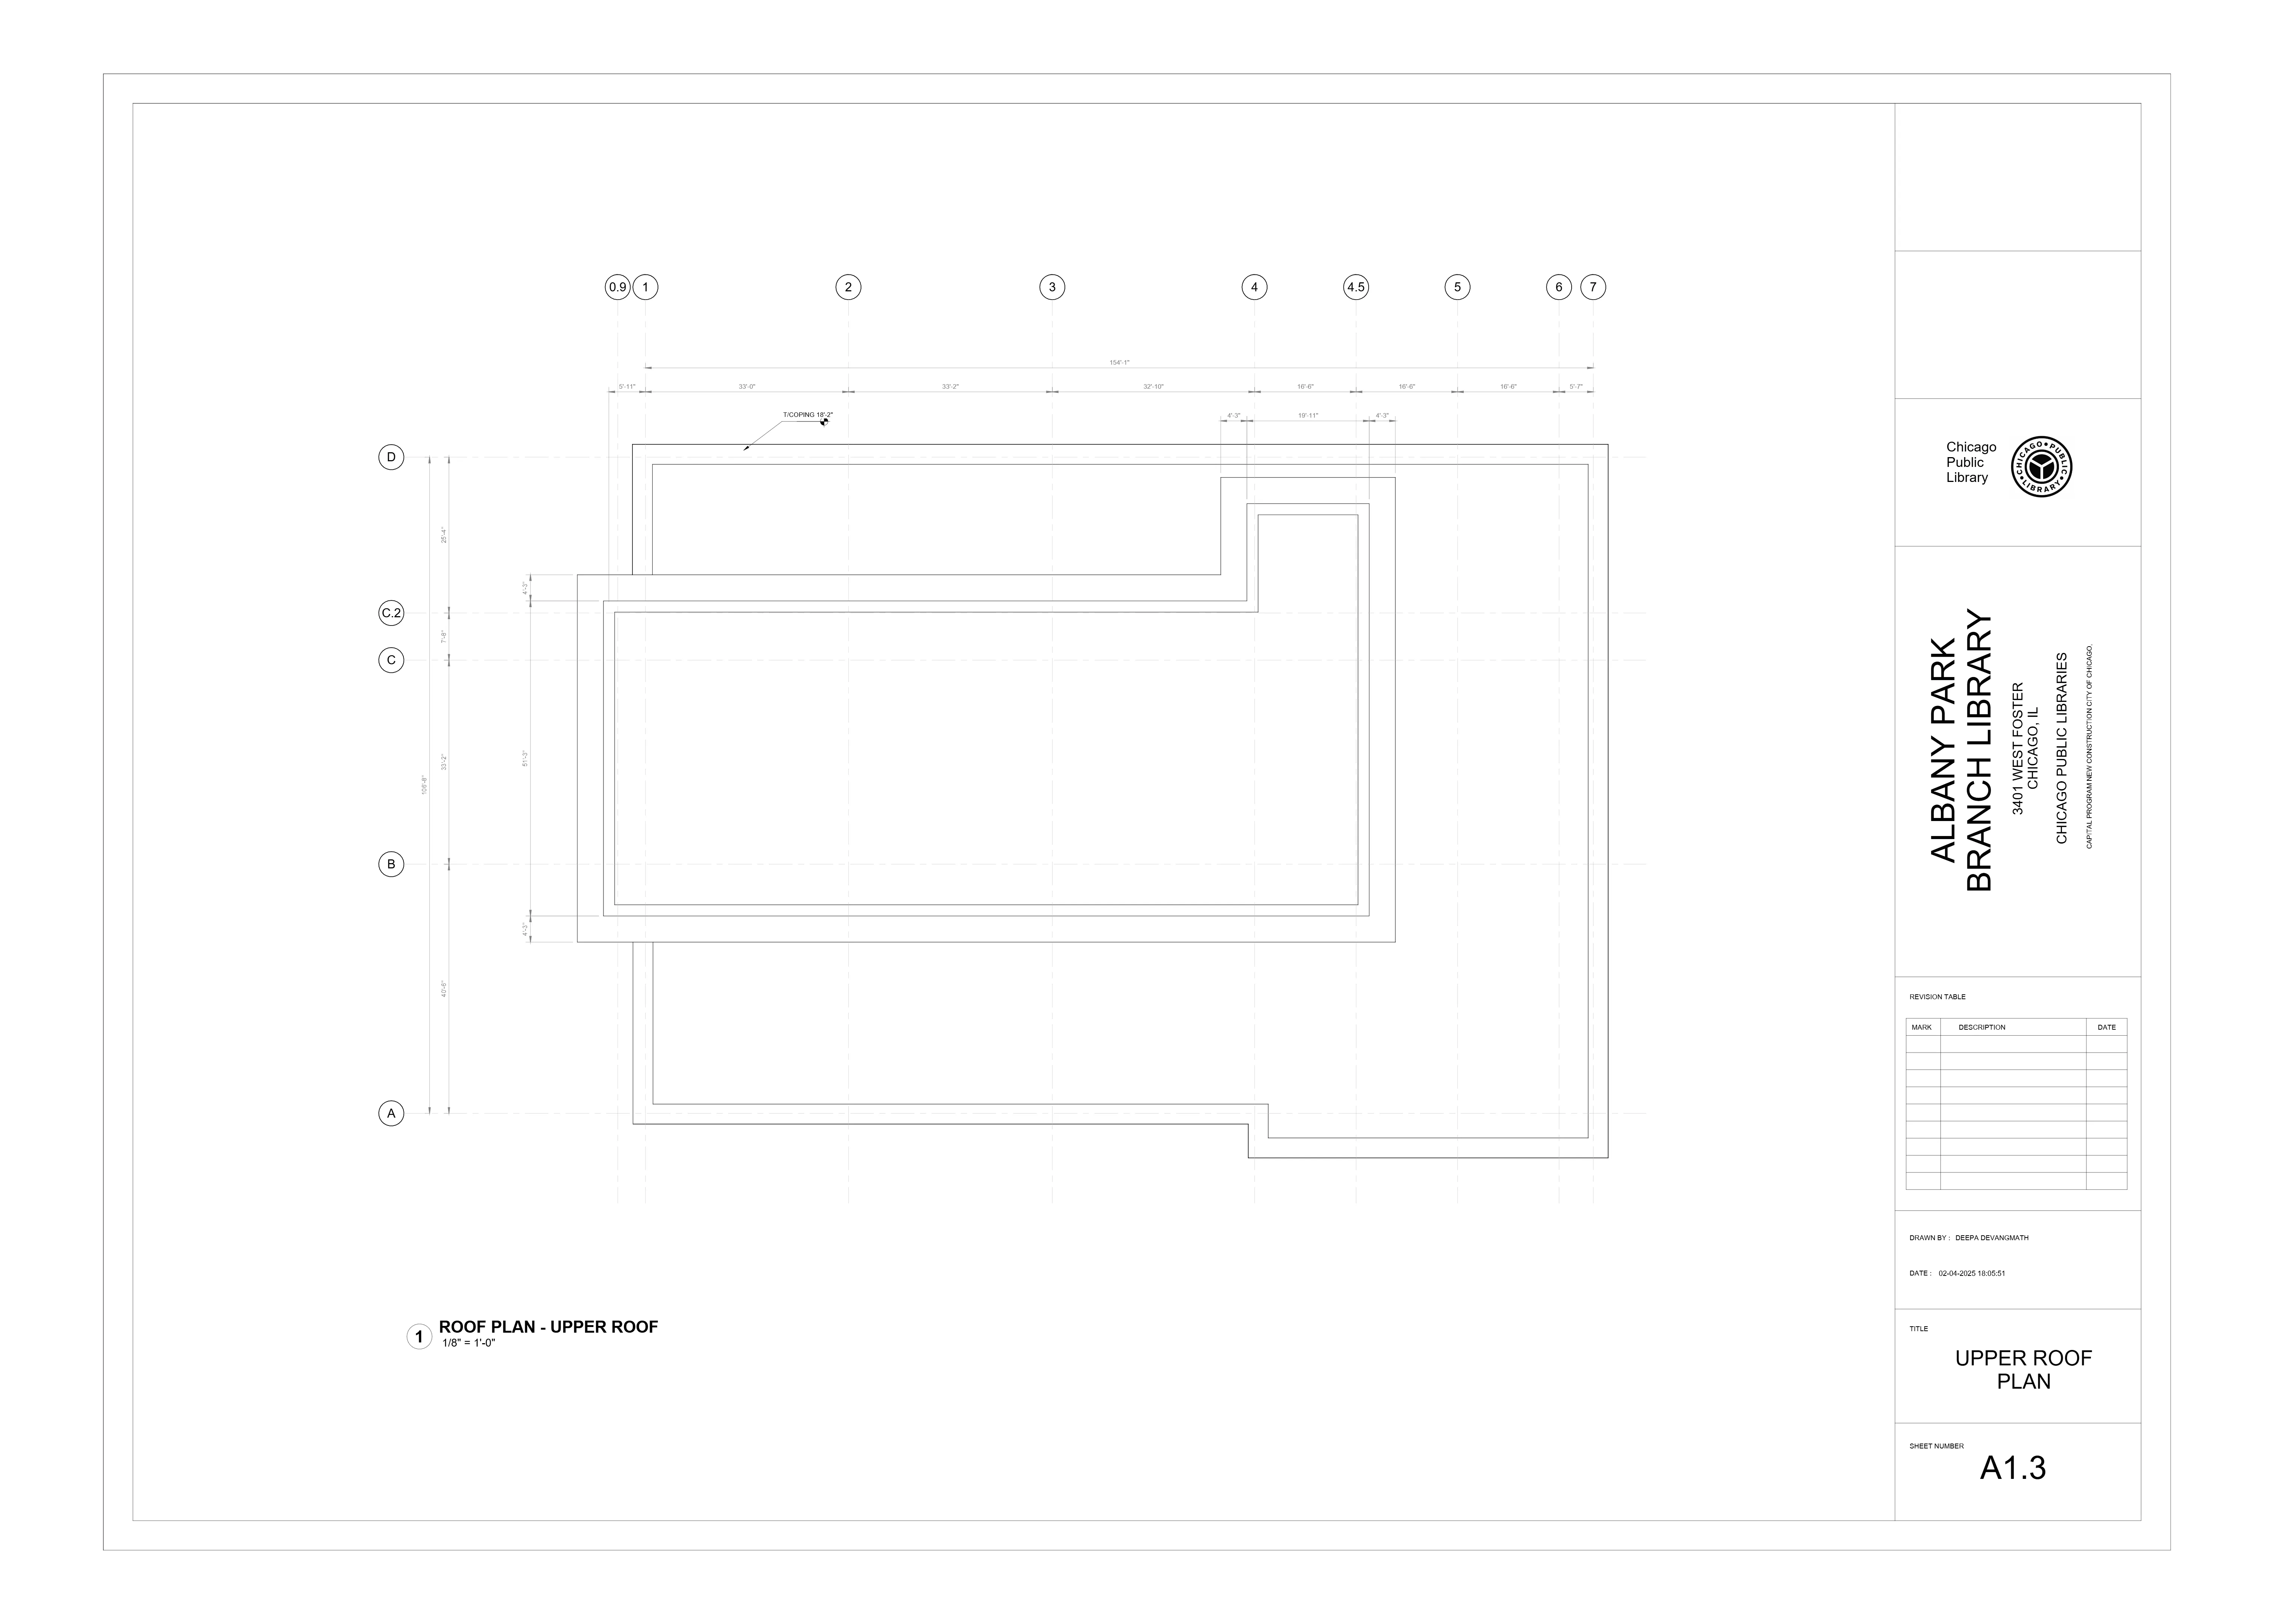 0.9
1
2
3
4
4.5
5
6
7
154'-1"
5'-11"
33'-0"
33'-2"
32'-10"
16'-6"
16'-6"
16'-6"
5'-7"
T/COPING 18'-2"
4'-3"
19'-11"
4'-3"
D
C.2
C
B
A
25'-4"
7'-8"
33'-2"
40'-6"
106'-8"
4'-3"
51'-3"
4'-3"
1
ROOF PLAN - UPPER ROOF
1/8" = 1'-0"
Chicago
Public
Library
CHICAGO • PUBLIC • LIBRARY •
ALBANY PARK
BRANCH LIBRARY
3401 WEST FOSTER
CHICAGO, IL
CHICAGO PUBLIC LIBRARIES
CAPITAL PROGRAM NEW CONSTRUCTION CITY OF CHICAGO.
REVISION TABLE
MARK DESCRIPTION DATE
DRAWN BY : DEEPA DEVANGMATH
DATE : 02-04-2025 18:05:51
TITLE
UPPER ROOF
PLAN
SHEET NUMBER
A1.3